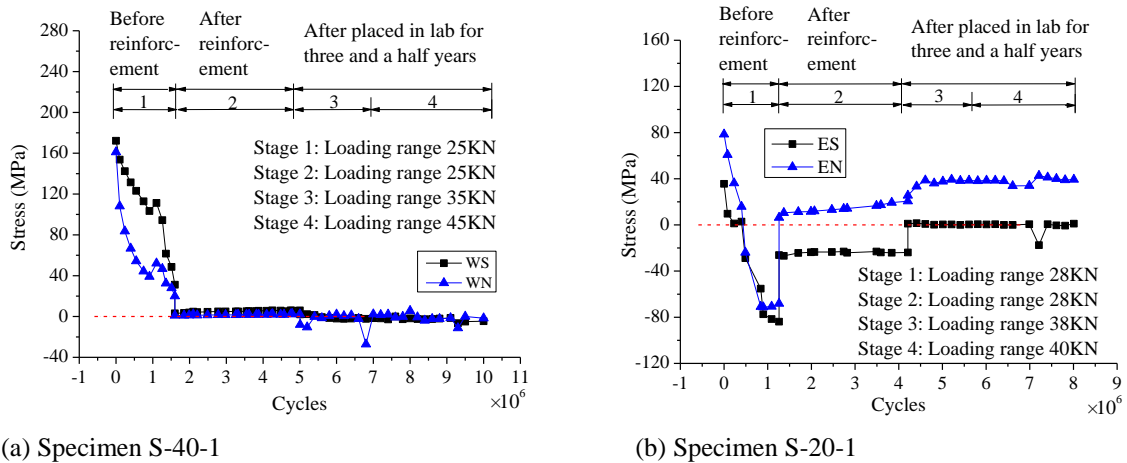 Before
reinforc-
ement
After
reinforc-
ement
After placed in lab for
three and a half years
1
2
3
4
Stage 1: Loading range 25KN
Stage 2: Loading range 25KN
Stage 3: Loading range 35KN
Stage 4: Loading range 45KN
WS
WN
280
240
200
160
120
80
40
0
-40
Stress (MPa)
-1 0 1 2 3 4 5 6 7 8 9 10 11
Cycles
×10⁶
(a) Specimen S-40-1
Before
reinforc-
ement
After
reinforcement
After placed in lab for
three and a half years
1
2
3
4
ES
EN
Stage 1: Loading range 28KN
Stage 2: Loading range 28KN
Stage 3: Loading range 38KN
Stage 4: Loading range 40KN
160
120
80
40
0
-40
-80
-120
Stress (MPa)
-1 0 1 2 3 4 5 6 7 8 9
Cycles
×10⁶
(b) Specimen S-20-1